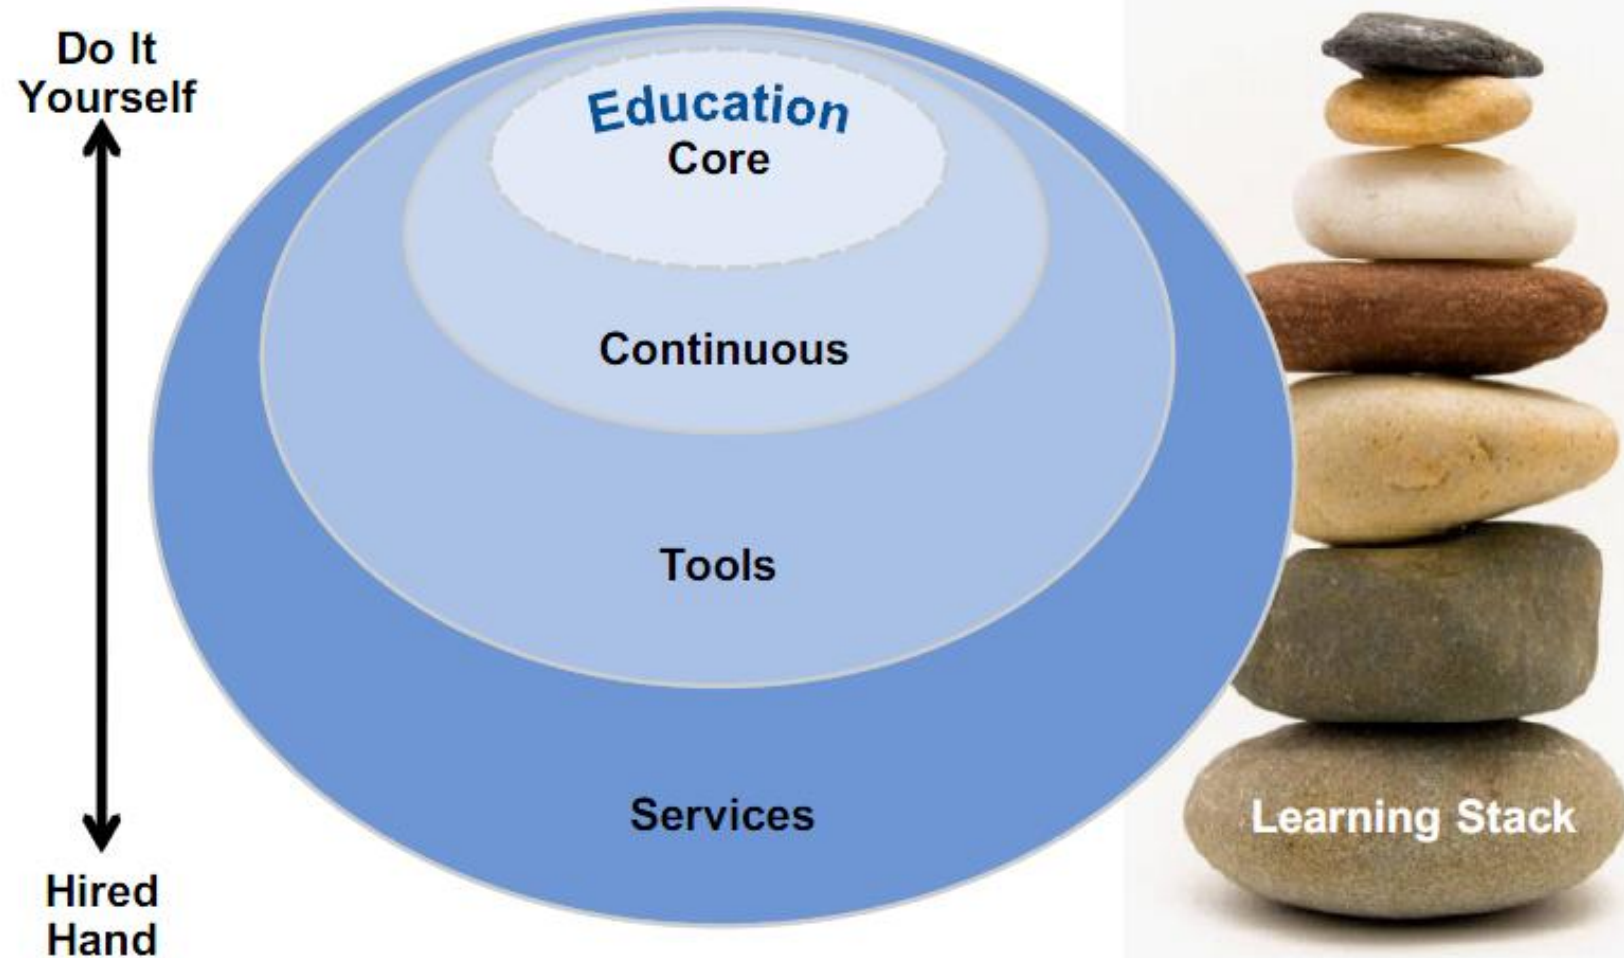 Do It
Yourself
Education
Core
Continuous
Tools
Services
Learning Stack
Hired
Hand